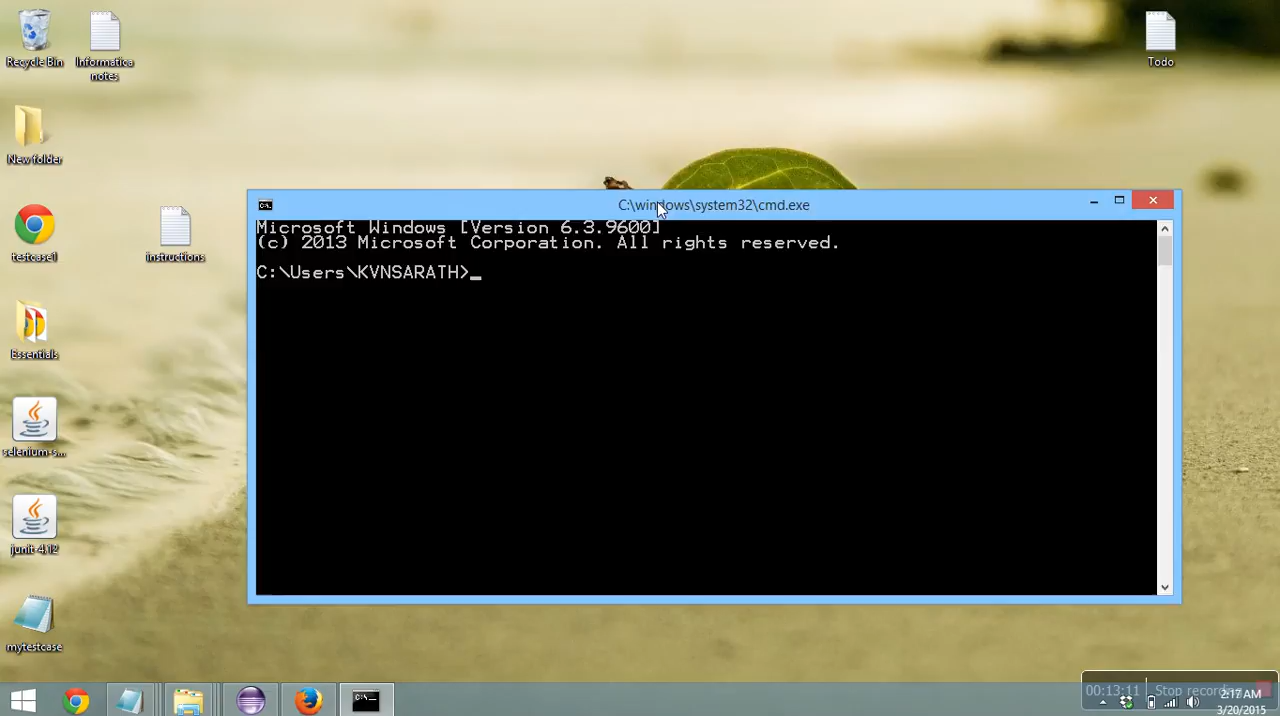 Recycle Bin
Informatica
notes
Todo
New folder
testcase1
instructions
Essentials
selenium-s...
junit-4.12
mytestcase
C:\windows\system32\cmd.exe
Microsoft Windows [Version 6.3.9600]
(c) 2013 Microsoft Corporation. All rights reserved.
C:\Users\KVNSARATH>_
00:13:11
Stop recording
2:17 AM
3/20/2015